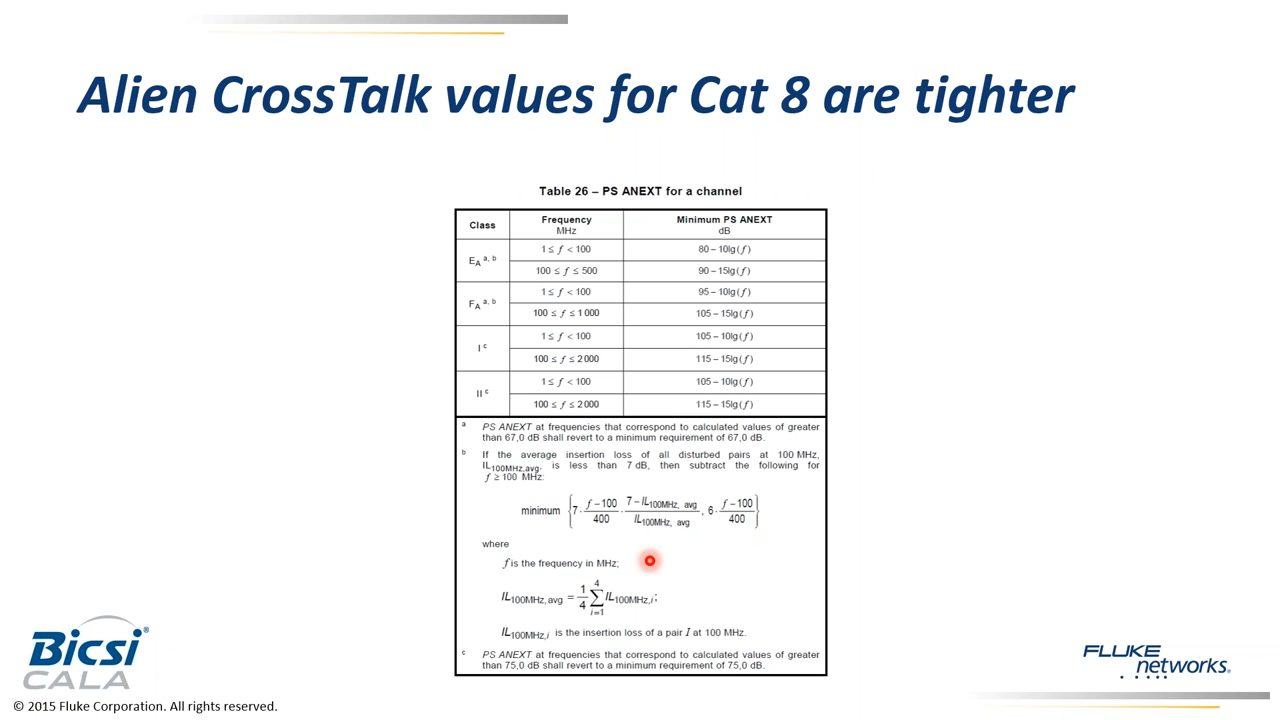 Alien CrossTalk values for Cat 8 are tighter
Table 26 – PS ANEXT for a channel
Class
Frequency
MHz
Minimum PS ANEXT
dB
EA a, b
1 ≤ f < 100
80 – 10lg(f)
100 ≤ f ≤ 500
90 – 15lg(f)
FA a, b
1 ≤ f < 100
95 – 10lg(f)
100 ≤ f ≤ 1 000
105 – 15lg(f)
I c
1 ≤ f < 100
105 – 10lg(f)
100 ≤ f ≤ 2 000
115 – 15lg(f)
II c
1 ≤ f < 100
105 – 10lg(f)
100 ≤ f ≤ 2 000
115 – 15lg(f)
a PS ANEXT at frequencies that correspond to calculated values of greater
than 67,0 dB shall revert to a minimum requirement of 67,0 dB.
b If the average insertion loss of all disturbed pairs at 100 MHz,
IL100MHz,avg, is less than 7 dB, then subtract the following for
f ≥ 100 MHz:
minimum {7 · f – 100 / 400 · 7 – IL100MHz, avg / IL100MHz, avg , 6 · f – 100 / 400}
where
f is the frequency in MHz;
IL100MHz,avg = 1/4 ∑ i=1 4 IL100MHz,i;
IL100MHz,i is the insertion loss of a pair I at 100 MHz.
c PS ANEXT at frequencies that correspond to calculated values of greater
than 75,0 dB shall revert to a minimum requirement of 75,0 dB.
Bicsi®
CALA
FLUKE
networks®
© 2015 Fluke Corporation. All rights reserved.